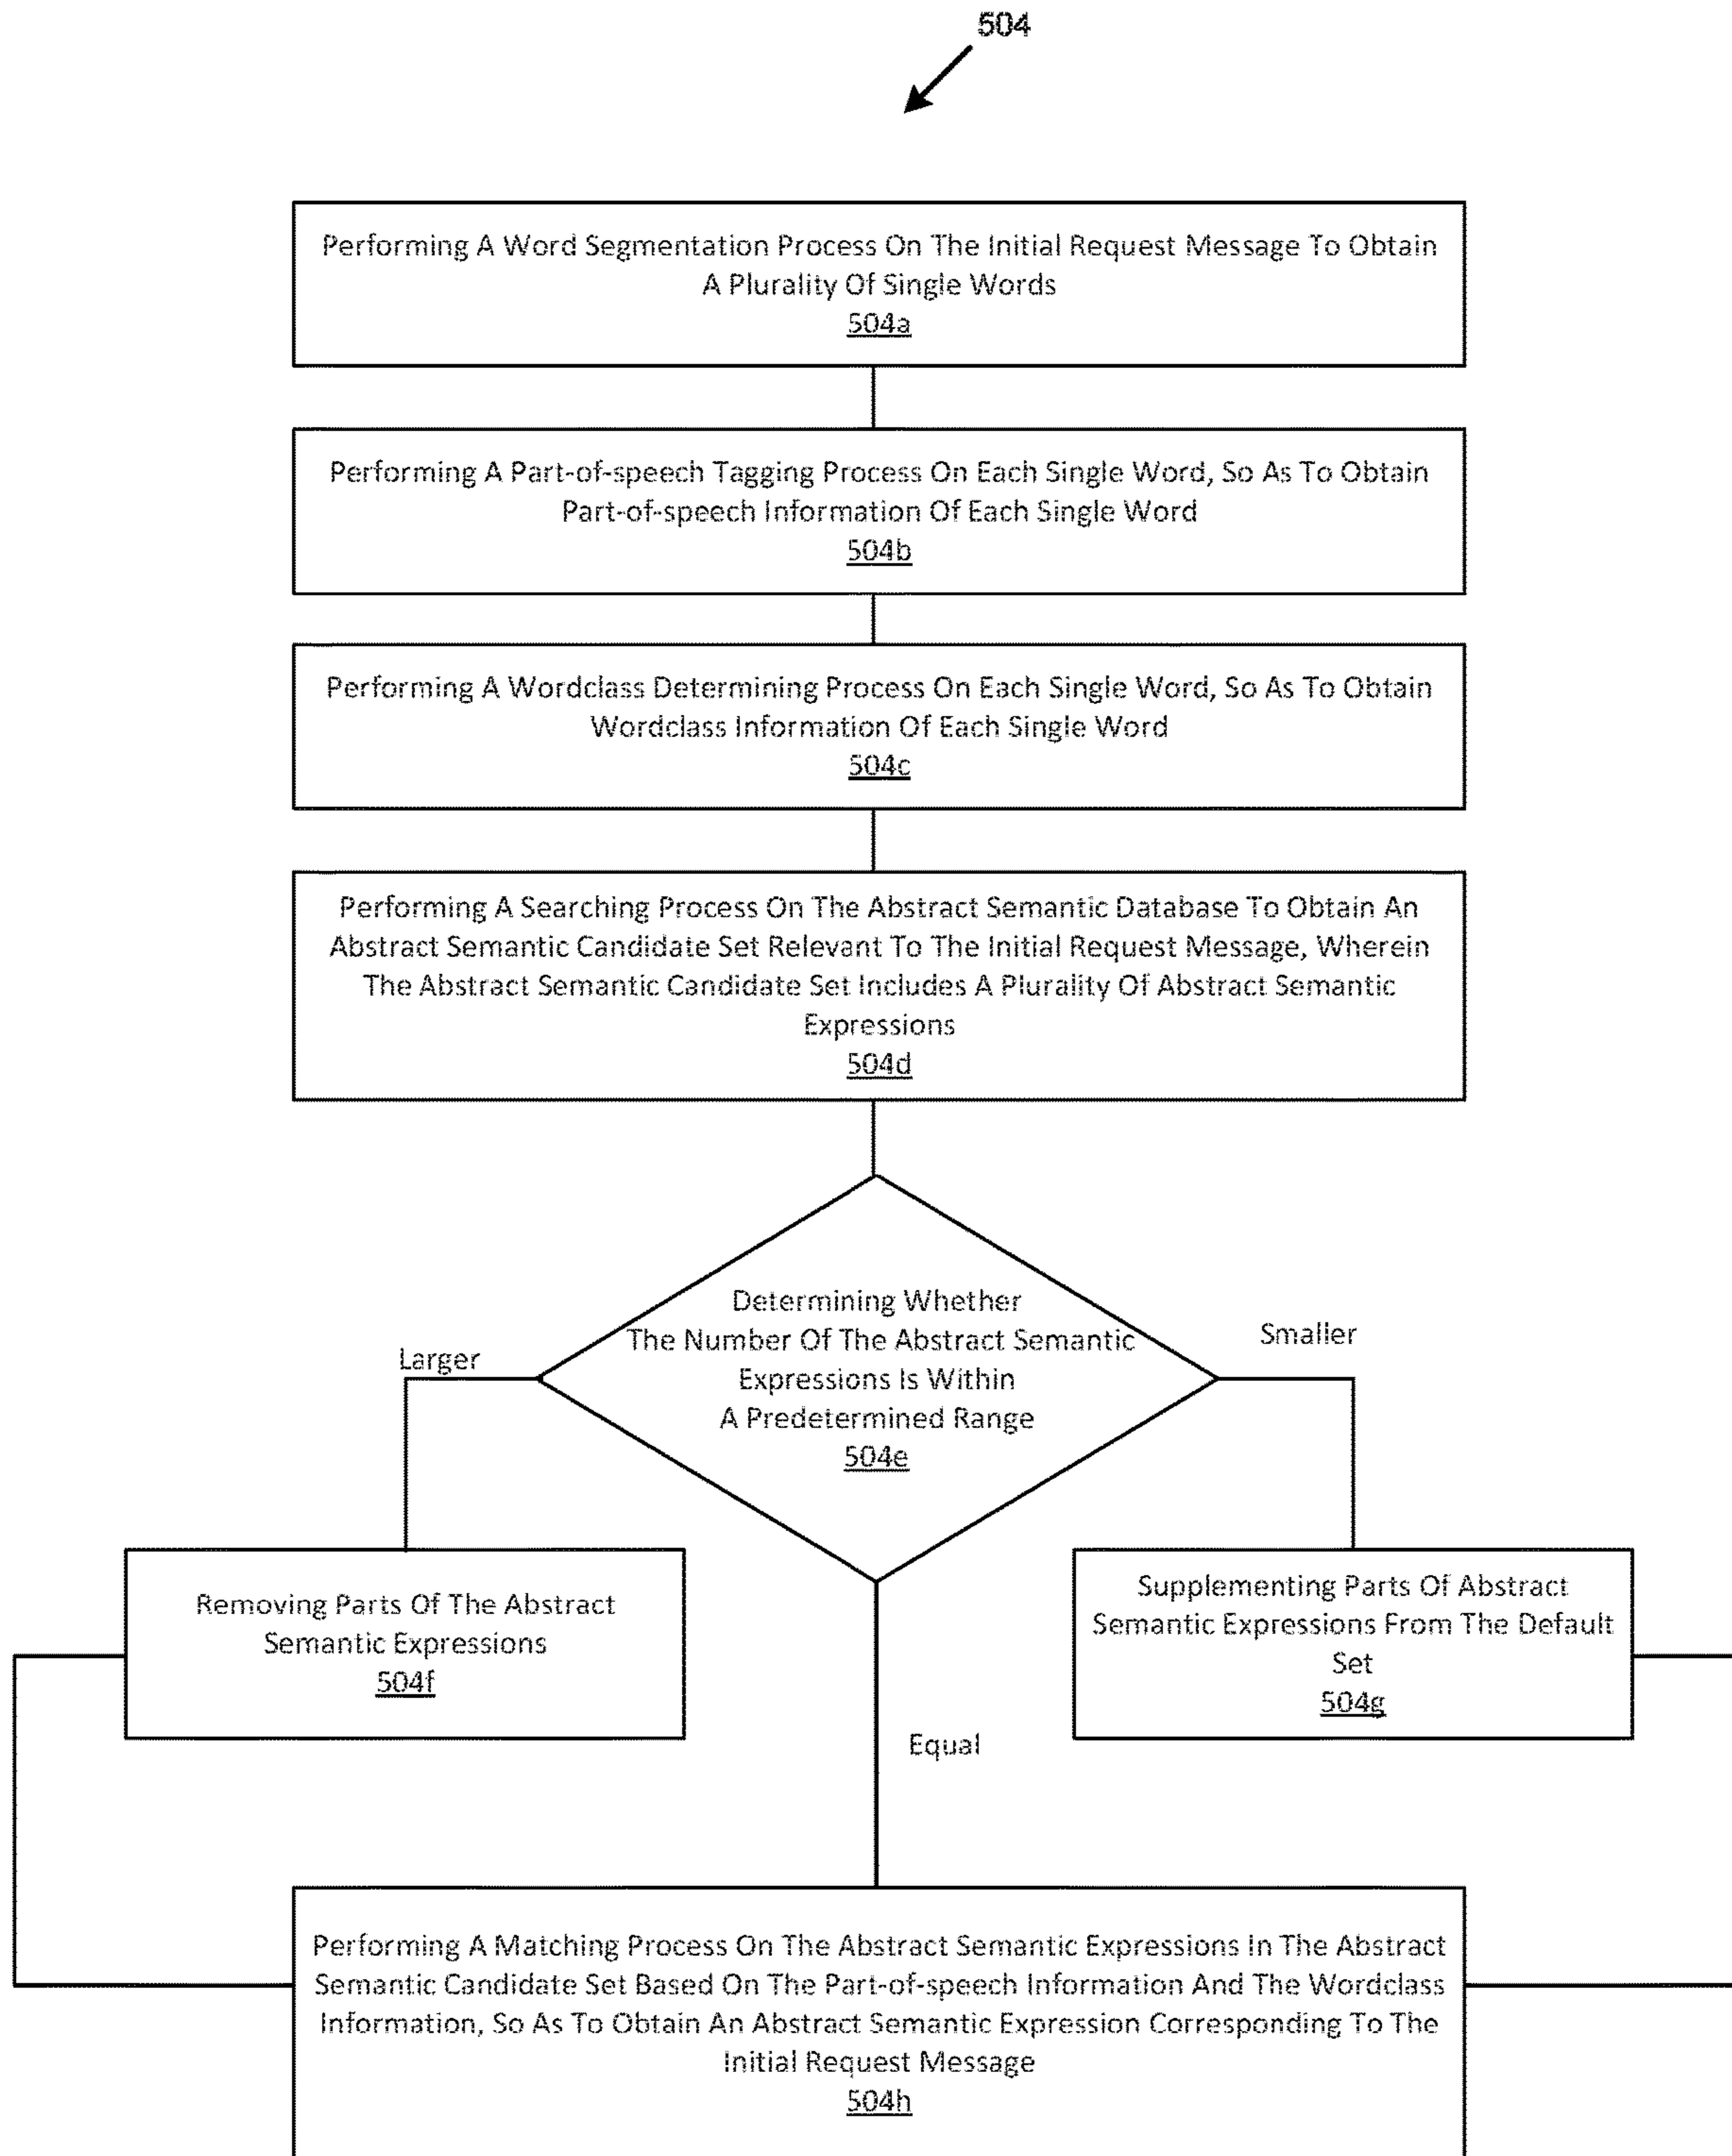 504
Performing A Word Segmentation Process On The Initial Request Message To Obtain
A Plurality Of Single Words
504a
Performing A Part-of-speech Tagging Process On Each Single Word, So As To Obtain
Part-of-speech Information Of Each Single Word
504b
Performing A Wordclass Determining Process On Each Single Word, So As To Obtain
Wordclass Information Of Each Single Word
504c
Performing A Searching Process On The Abstract Semantic Database To Obtain An
Abstract Semantic Candidate Set Relevant To The Initial Request Message, Wherein
The Abstract Semantic Candidate Set Includes A Plurality Of Abstract Semantic
Expressions
504d
Determining Whether
The Number Of The Abstract Semantic
Expressions Is Within
A Predetermined Range
504e
Larger
Smaller
Removing Parts Of The Abstract
Semantic Expressions
504f
Supplementing Parts Of Abstract
Semantic Expressions From The Default
Set
504g
Equal
Performing A Matching Process On The Abstract Semantic Expressions In The Abstract
Semantic Candidate Set Based On The Part-of-speech Information And The Wordclass
Information, So As To Obtain An Abstract Semantic Expression Corresponding To The
Initial Request Message
504h